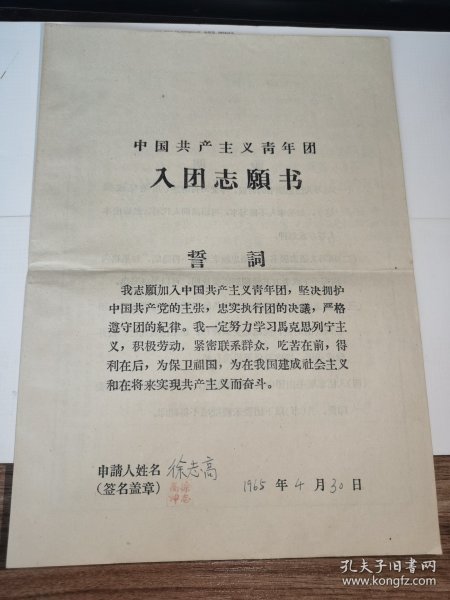 中国共产主义青年团
入团志願书
誓詞
我志願加入中国共产主义青年团，坚决拥护
中国共产党的主张，忠实执行团的决議，严格
遵守团的紀律。我一定努力学习馬克思列宁主
义，积极劳动，紧密联系群众，吃苦在前，得
利在后，为保卫祖国，为在我国建成社会主义
和在将来实现共产主义而奋斗。
申請人姓名 徐志高
(签名盖章)
1965 年 4 月 30 日
孔夫子旧书网
www.kongfz.com